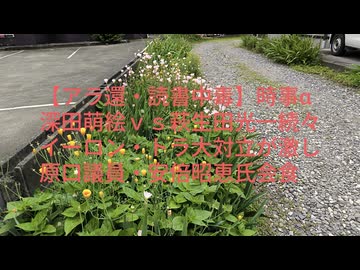 【アラ還・読書中毒】時事α
深田萌絵Ｖｓ萩生田光一続々
イーロン・トラ大対立が激し
原口議員・安倍昭恵氏会食